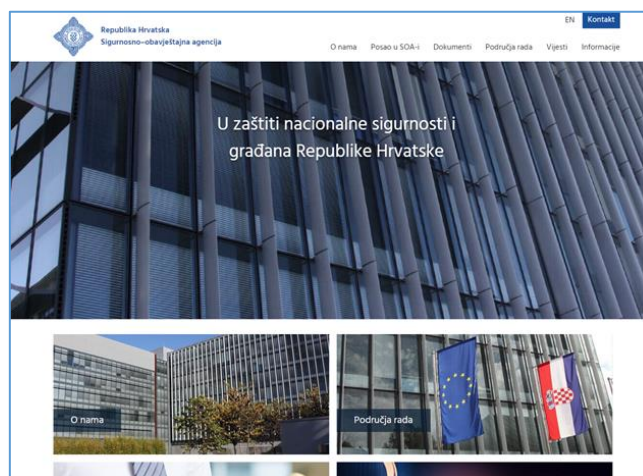 EN
Kontakt
Republika Hrvatska
Sigurnosno-obavještajna agencija
O nama
Posao u SOA-i
Dokumenti
Područja rada
Vijesti
Informacije
U zaštiti nacionalne sigurnosti i
građana Republike Hrvatske
O nama
Područja rada